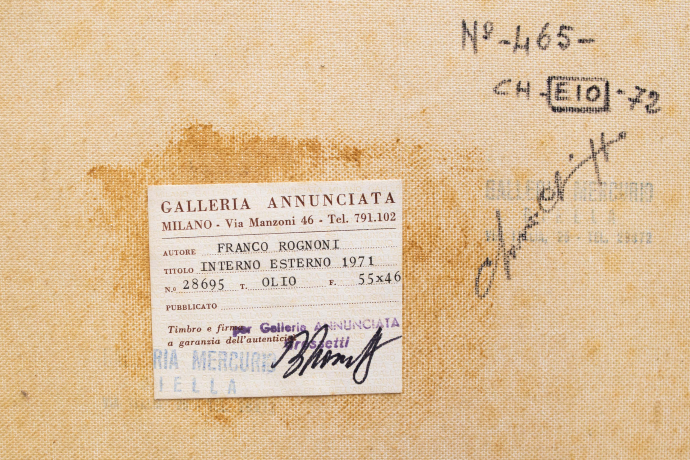 Nº-465-
CH-E10-72
GALLERIA MERCURIO
GALLERIA ANNUNCIATA
MILANO - Via Manzoni 46 - Tel. 791.102
AUTORE FRANCO ROGNONI
TITOLO INTERNO ESTERNO 1971
N.o 28695 T. OLIO F. 55x46
PUBBLICATO
Timbro e firma per Galleria ANNUNCIATA
a garanzia dell'autenticità
RIA MERCURIO
IELLA